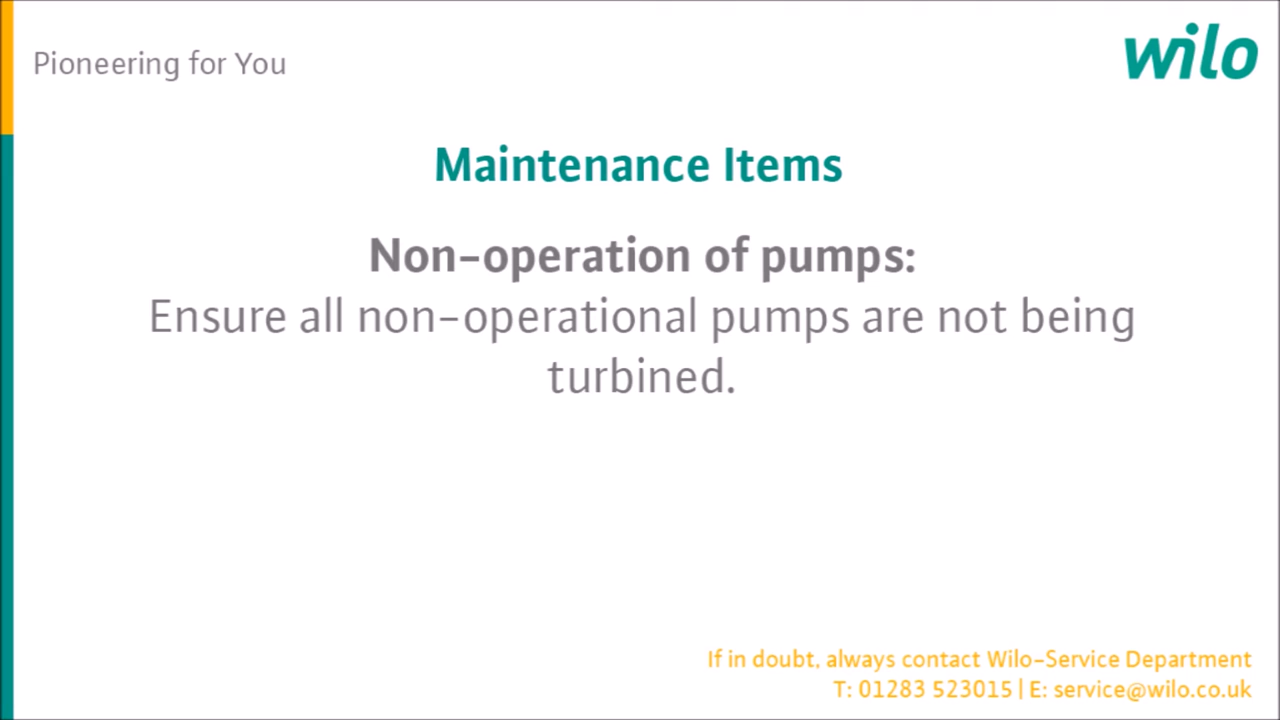 Pioneering for You
wilo
Maintenance Items
Non-operation of pumps:
Ensure all non-operational pumps are not being
turbined.
If in doubt, always contact Wilo-Service Department
T: 01283 523015 | E: service@wilo.co.uk